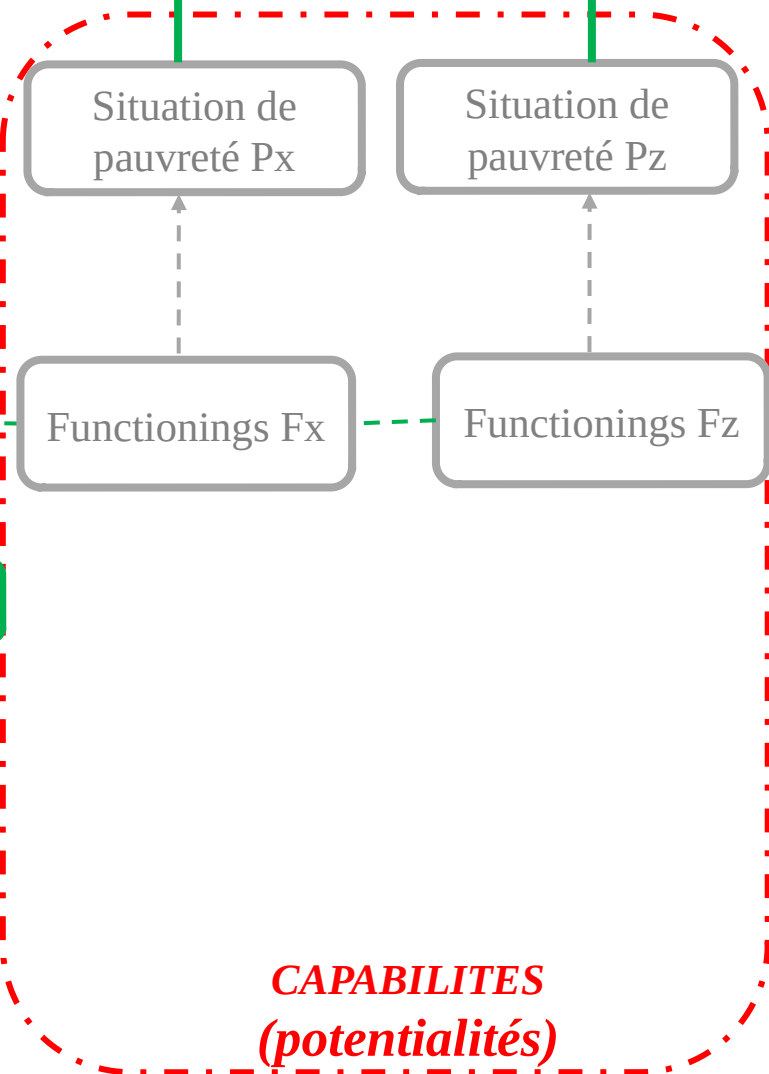 Situation de
pauvreté Px
Situation de
pauvreté Pz
Functionings Fx
Functionings Fz
CAPABILITES
(potentialités)